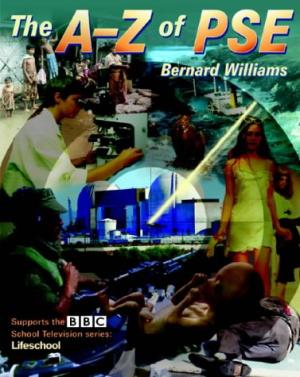 The A–Z of PSE
Bernard Williams
Supports the BBC
School Television series:
Lifeschool